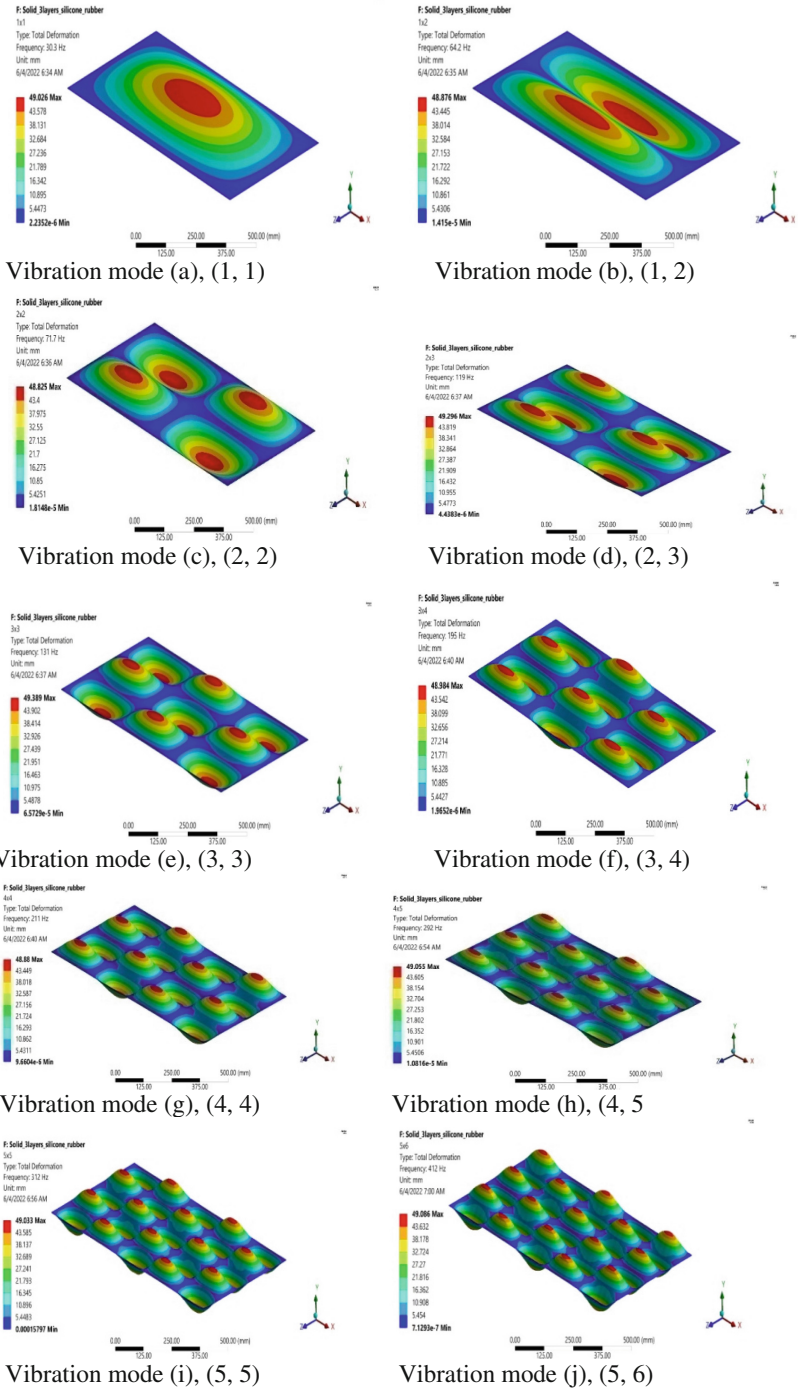 F: Solid_3layers_silicone_rubber
1x1
Type: Total Deformation
Frequency: 30.3 Hz
Unit: mm
6/4/2022 6:34 AM
49.026 Max
43.578
38.131
32.684
27.236
21.789
16.342
10.895
5.4473
2.2352e-6 Min
Y
Z
X
0.00 250.00 500.00 (mm)
125.00 375.00
Vibration mode (a), (1, 1)
F: Solid_3layers_silicone_rubber
1x2
Type: Total Deformation
Frequency: 64.2 Hz
Unit: mm
6/4/2022 6:35 AM
48.876 Max
43.445
38.014
32.584
27.153
21.722
16.292
10.861
5.4306
1.415e-5 Min
Y
Z
X
0.00 250.00 500.00 (mm)
125.00 375.00
Vibration mode (b), (1, 2)
F: Solid_3layers_silicone_rubber
2x2
Type: Total Deformation
Frequency: 71.7 Hz
Unit: mm
6/4/2022 6:36 AM
48.825 Max
43.4
37.975
32.55
27.125
21.7
16.275
10.85
5.4251
1.8148e-5 Min
Y
Z
X
0.00 250.00 500.00 (mm)
125.00 375.00
Vibration mode (c), (2, 2)
F: Solid_3layers_silicone_rubber
2x3
Type: Total Deformation
Frequency: 119 Hz
Unit: mm
6/4/2022 6:37 AM
49.296 Max
43.819
38.341
32.864
27.387
21.909
16.432
10.955
5.4773
4.4383e-6 Min
Y
Z
X
0.00 250.00 500.00 (mm)
125.00 375.00
Vibration mode (d), (2, 3)
F: Solid_3layers_silicone_rubber
3x3
Type: Total Deformation
Frequency: 131 Hz
Unit: mm
6/4/2022 6:37 AM
49.389 Max
43.902
38.414
32.926
27.439
21.951
16.463
10.975
5.4878
6.5729e-5 Min
Y
Z
X
0.00 250.00 500.00 (mm)
125.00 375.00
Vibration mode (e), (3, 3)
F: Solid_3layers_silicone_rubber
3x4
Type: Total Deformation
Frequency: 195 Hz
Unit: mm
6/4/2022 6:40 AM
48.984 Max
43.542
38.099
32.656
27.214
21.771
16.328
10.885
5.4427
1.9652e-6 Min
Y
Z
X
0.00 250.00 500.00 (mm)
125.00 375.00
Vibration mode (f), (3, 4)
F: Solid_3layers_silicone_rubber
4x4
Type: Total Deformation
Frequency: 211 Hz
Unit: mm
6/4/2022 6:40 AM
48.88 Max
43.449
38.018
32.587
27.156
21.724
16.293
10.862
5.4311
9.6604e-6 Min
Y
Z
X
0.00 250.00 500.00 (mm)
125.00 375.00
Vibration mode (g), (4, 4)
F: Solid_3layers_silicone_rubber
4x5
Type: Total Deformation
Frequency: 292 Hz
Unit: mm
6/4/2022 6:54 AM
49.055 Max
43.605
38.154
32.704
27.253
21.802
16.352
10.901
5.4506
1.0816e-5 Min
Y
Z
X
0.00 250.00 500.00 (mm)
125.00 375.00
Vibration mode (h), (4, 5
F: Solid_3layers_silicone_rubber
5x5
Type: Total Deformation
Frequency: 312 Hz
Unit: mm
6/4/2022 6:56 AM
49.033 Max
43.585
38.137
32.689
27.241
21.793
16.345
10.896
5.4483
0.00015797 Min
Y
Z
X
0.00 250.00 500.00 (mm)
125.00 375.00
Vibration mode (i), (5, 5)
F: Solid_3layers_silicone_rubber
5x6
Type: Total Deformation
Frequency: 412 Hz
Unit: mm
6/4/2022 7:00 AM
49.086 Max
43.632
38.178
32.724
27.27
21.816
16.362
10.908
5.454
7.1293e-7 Min
Y
Z
X
0.00 250.00 500.00 (mm)
125.00 375.00
Vibration mode (j), (5, 6)